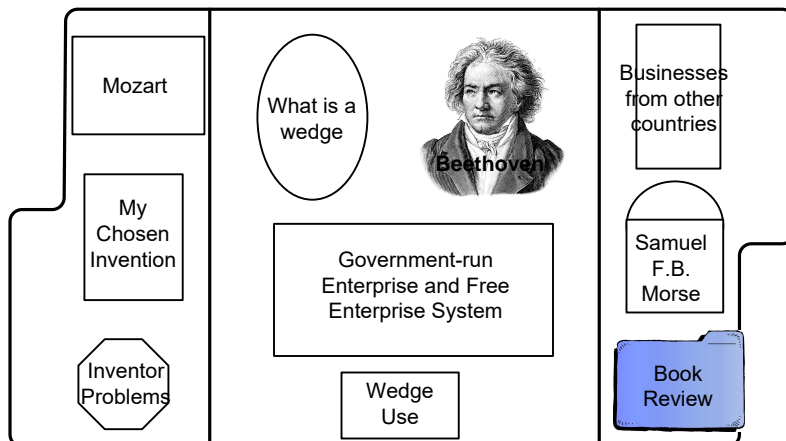 Mozart
My
Chosen
Invention
Inventor
Problems
What is a
wedge
Beethoven
Government-run
Enterprise and Free
Enterprise System
Wedge
Use
Businesses
from other
countries
Samuel
F.B.
Morse
Book
Review